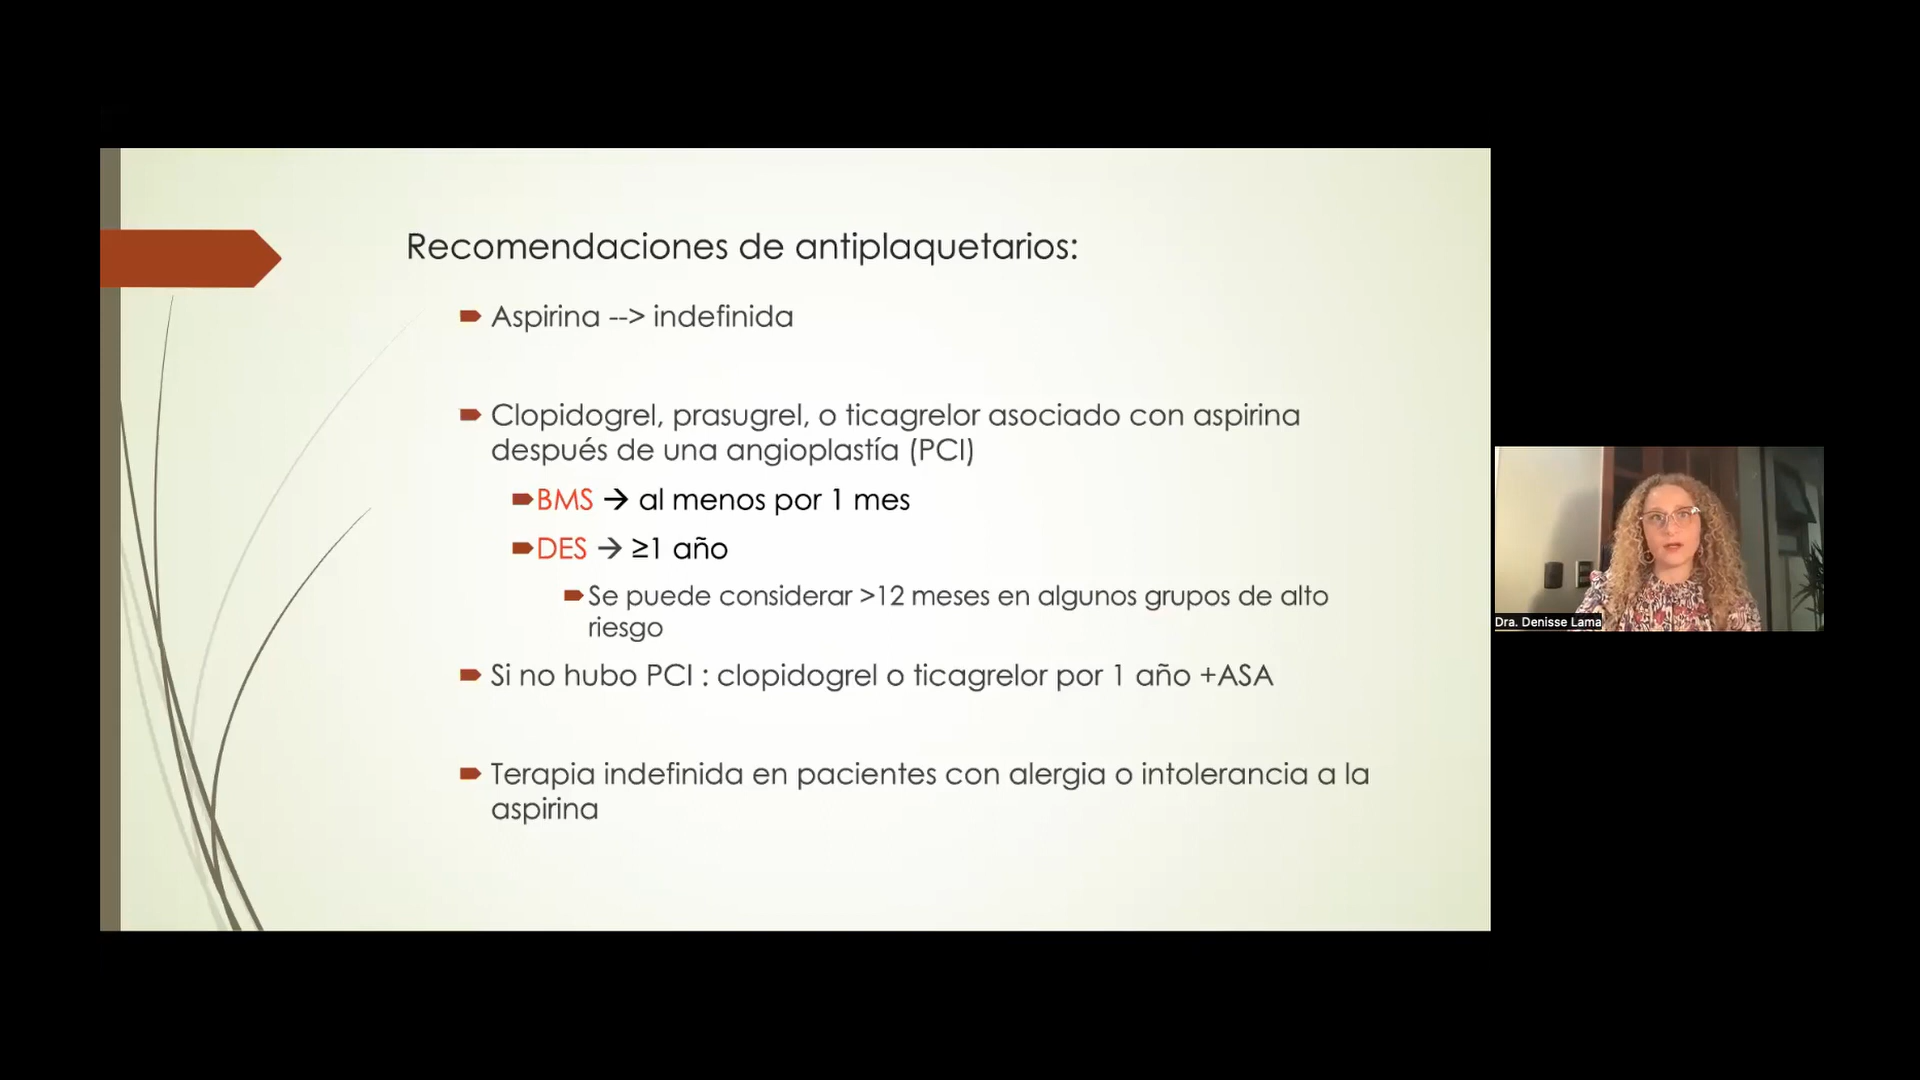 Recomendaciones de antiplaquetarios:
Aspirina --> indefinida
Clopidogrel, prasugrel, o ticagrelor asociado con aspirina
después de una angioplastía (PCI)
BMS → al menos por 1 mes
DES → ≥1 año
Se puede considerar >12 meses en algunos grupos de alto
riesgo
Si no hubo PCI : clopidogrel o ticagrelor por 1 año +ASA
Terapia indefinida en pacientes con alergia o intolerancia a la
aspirina
Dra. Denisse Lama